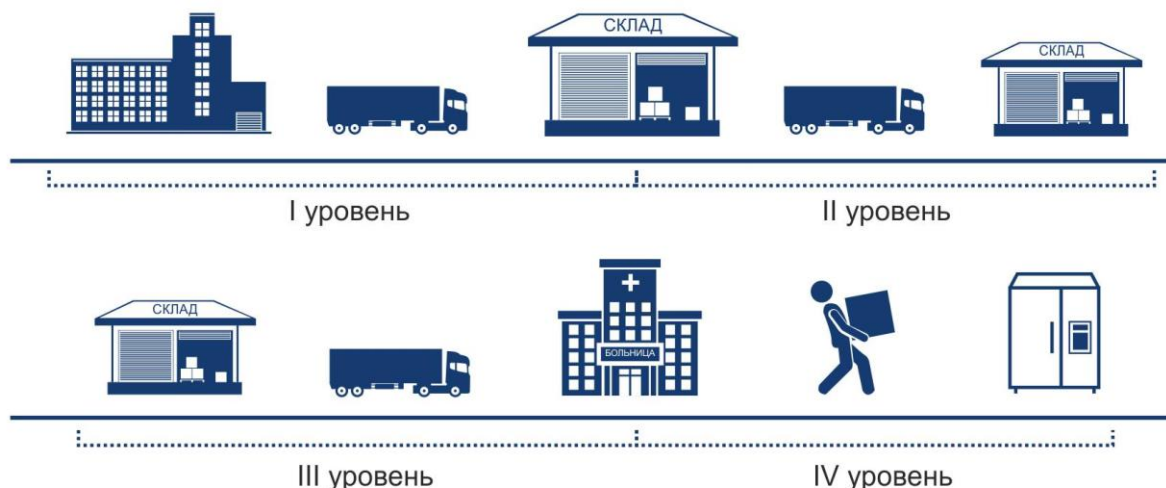 СКЛАД
СКЛАД
I уровень
II уровень
СКЛАД
БОЛЬНИЦА
III уровень
IV уровень